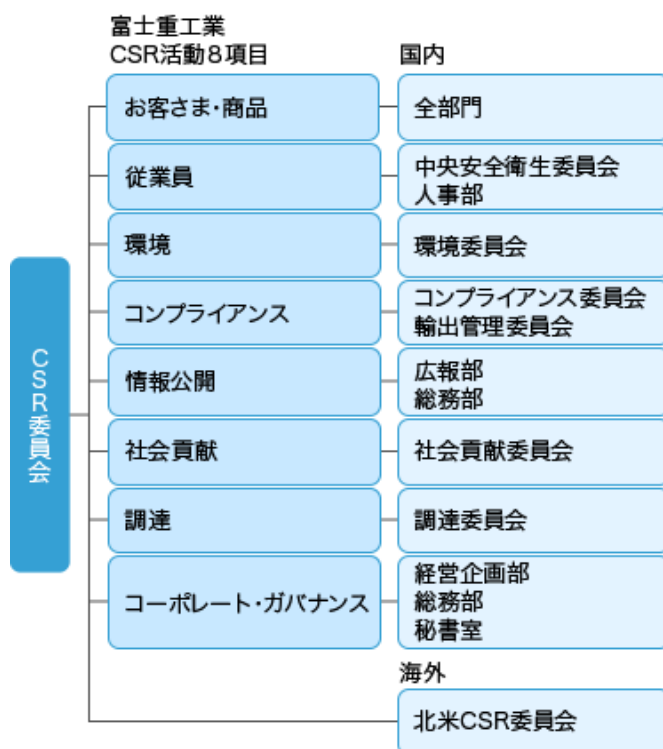 富士重工業
CSR活動8項目
国内
お客さま・商品
全部門
従業員
中央安全衛生委員会
人事部
環境
環境委員会
コンプライアンス
コンプライアンス委員会
輸出管理委員会
情報公開
広報部
総務部
CSR委員会
社会貢献
社会貢献委員会
調達
調達委員会
コーポレート・ガバナンス
経営企画部
総務部
秘書室
海外
北米CSR委員会